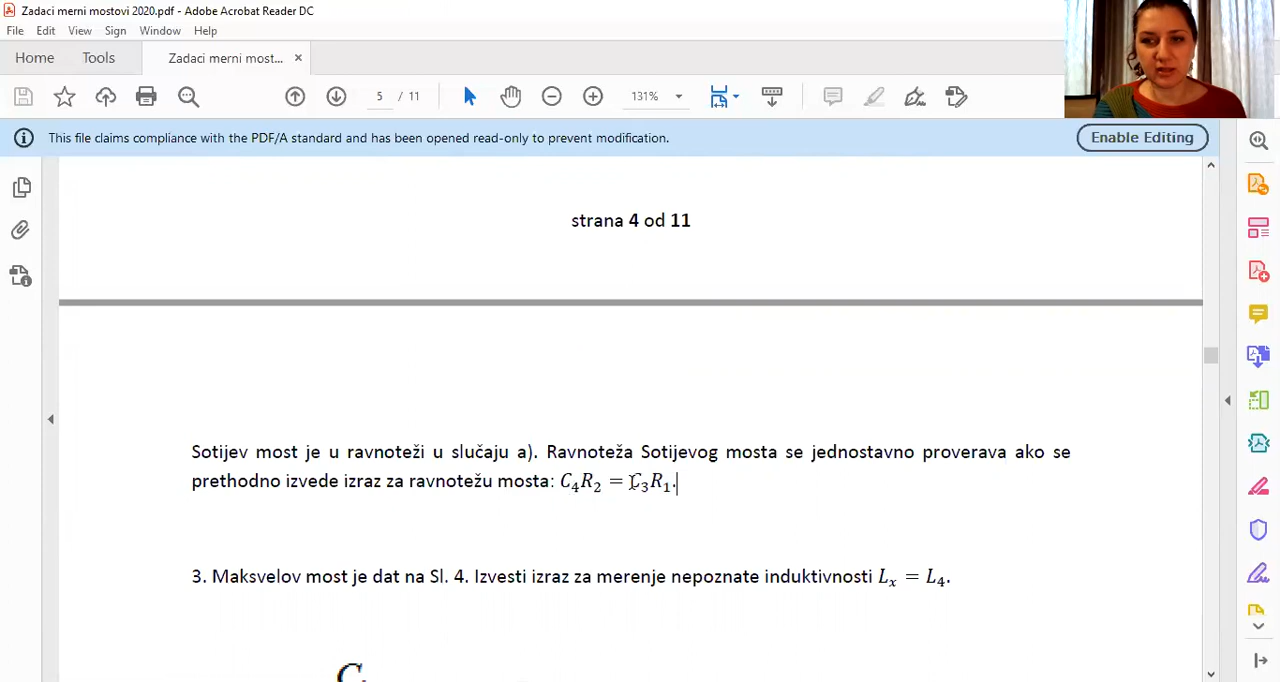 Zadaci merni mostovi 2020.pdf - Adobe Acrobat Reader DC
File Edit View Sign Window Help
Home Tools Zadaci merni most... ×
5 / 11 131%
This file claims compliance with the PDF/A standard and has been opened read-only to prevent modification. Enable Editing
strana 4 od 11
Sotijev most je u ravnoteži u slučaju a). Ravnoteža Sotijevog mosta se jednostavno proverava ako se
prethodno izvede izraz za ravnotežu mosta: C₄R₂ = C₃R₁.
3. Maksvelov most je dat na Sl. 4. Izvesti izraz za merenje nepoznate induktivnosti Lₓ = L₄.